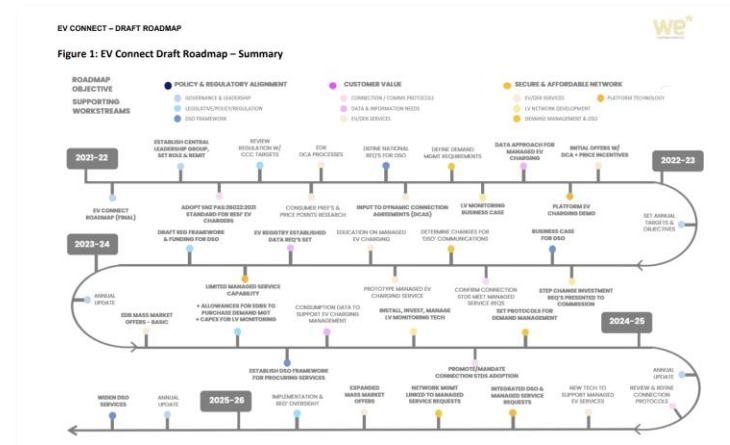 EV CONNECT – DRAFT ROADMAP
we*
Figure 1: EV Connect Draft Roadmap – Summary
ROADMAP
OBJECTIVE
SUPPORTING
WORKSTREAMS
POLICY & REGULATORY ALIGNMENT
GOVERNANCE & LEADERSHIP
LEGISLATIVE/POLICY/REGULATION
DSO FRAMEWORK
CUSTOMER VALUE
CONNECTION / COMMS PROTOCOLS
DATA & INFORMATION NEEDS
EV/DER SERVICES
SECURE & AFFORDABLE NETWORK
EV/DER SERVICES
PLATFORM TECHNOLOGY
LV NETWORK DEVELOPMENT
DEMAND MANAGEMENT & DSO
2021-22
ESTABLISH CENTRAL
LEADERSHIP GROUP,
SET ROLE & REMIT
REVIEW
REGULATION W/
CCC TARGETS
EDB
DCA PROCESSES
DEFINE NATIONAL
REQ'S FOR DSO
DEFINE DEMAND
MGMT REQUIREMENTS
DATA APPROACH FOR
MANAGED EV
CHARGING
INITIAL OFFERS W/
DCA + PRICE INCENTIVES
2022-23
EV CONNECT
ROADMAP (FINAL)
ADOPT SNZ PAS:26022:2021
STANDARD FOR RES' EV
CHARGERS
CONSUMER PREF'S &
PRICE POINTS RESEARCH
INPUT TO DYNAMIC CONNECTION
AGREEMENTS (DCAS)
LV MONITORING
BUSINESS CASE
PLATFORM EV
CHARGING DEMO
SET ANNUAL
TARGETS &
OBJECTIVES
2023-24
DRAFT REG FRAMEWORK
& FUNDING FOR DSO
EV REGISTRY ESTABLISHED
DATA REQ'S SET
EDUCATION ON MANAGED
EV CHARGING
DETERMINE CHANGES FOR
'DSO' COMMUNICATIONS
BUSINESS CASE
FOR DSO
ANNUAL
UPDATE
LIMITED MANAGED SERVICE
CAPABILITY
PROTOTYPE MANAGED EV
CHARGING SERVICE
CONFIRM CONNECTION
STDS MEET MANAGED
SERVICE REQS
STEP CHANGE INVESTMENT
REQ'S PRESENTED TO
COMMISSION
EDB MASS MARKET
OFFERS - BASIC
+ ALLOWANCES FOR EDBS TO
PURCHASE DEMAND MGT
+ CAPEX FOR LV MONITORING
CONSUMPTION DATA TO
SUPPORT EV CHARGING
MANAGEMENT
INSTALL, INVEST, MANAGE
LV MONITORING TECH
SET PROTOCOLS FOR
DEMAND MANAGEMENT
2024-25
ESTABLISH DSO FRAMEWORK
FOR PROCURING SERVICES
PROMOTE/MANDATE
CONNECTION STDS ADOPTION
ANNUAL
UPDATE
WIDEN DSO
SERVICES
ANNUAL
UPDATE
2025-26
IMPLEMENTATION &
REG' OVERSIGHT
EXPANDED
MASS MARKET
OFFERS
NETWORK MGMT
LINKED TO MANAGED
SERVICE REQUESTS
INTEGRATED DSO &
MANAGED SERVICE
REQUESTS
NEW TECH TO
SUPPORT MANAGED
EV SERVICES
REVIEW & REFINE
CONNECTION
PROTOCOLS